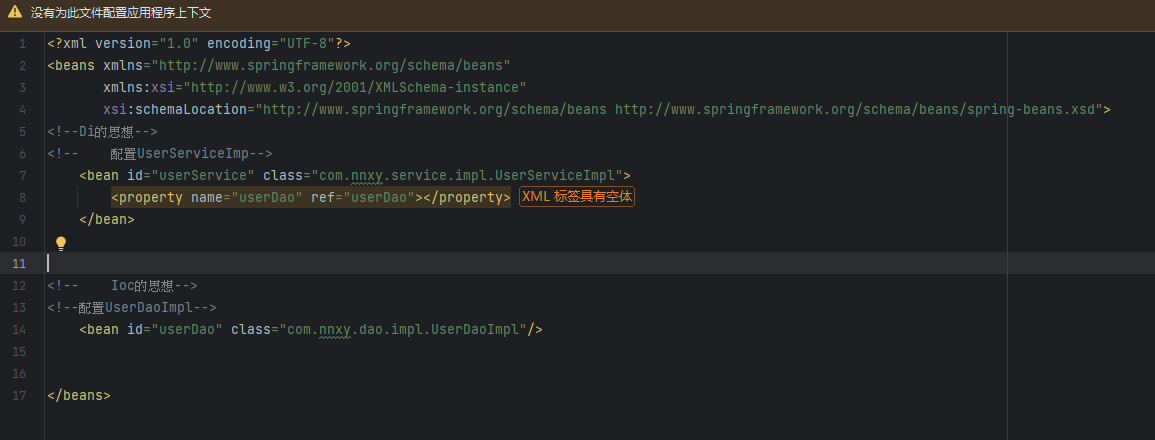 没有为此文件配置应用程序上下文
1 <?xml version="1.0" encoding="UTF-8"?>
2 <beans xmlns="http://www.springframework.org/schema/beans"
3 xmlns:xsi="http://www.w3.org/2001/XMLSchema-instance"
4 xsi:schemaLocation="http://www.springframework.org/schema/beans http://www.springframework.org/schema/beans/spring-beans.xsd">
5 <!--Di的思想-->
6 <!--    配置UserServiceImp-->
7 <bean id="userService" class="com.nnxy.service.impl.UserServiceImpl">
8 <property name="userDao" ref="userDao"></property> XML 标签具有空体
9 </bean>
10
11
12 <!--    Ioc的思想-->
13 <!--配置UserDaoImpl-->
14 <bean id="userDao" class="com.nnxy.dao.impl.UserDaoImpl"/>
15
16
17 </beans>